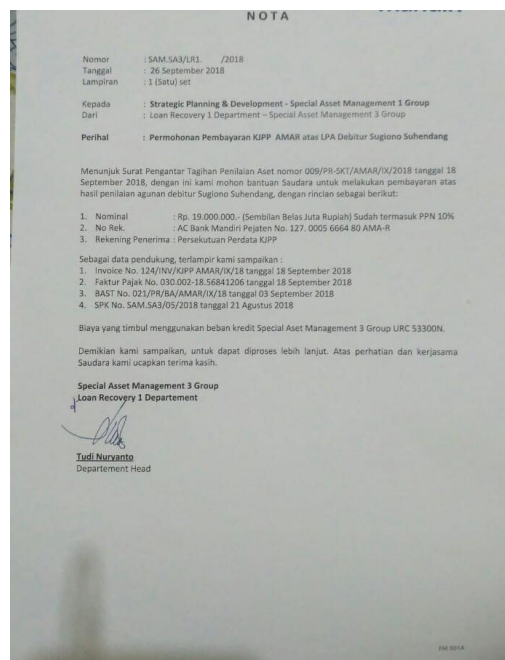 NOTA
Nomor : SAM.SA3/LR1. /2018
Tanggal : 26 September 2018
Lampiran : 1 (Satu) set
Kepada : Strategic Planning & Development - Special Asset Management 1 Group
Dari : Loan Recovery 1 Department – Special Asset Management 3 Group
Perihal : Permohonan Pembayaran KJPP AMAR atas LPA Debitur Sugiono Suhendang
Menunjuk Surat Pengantar Tagihan Penilaian Aset nomor 009/PR-SKT/AMAR/IX/2018 tanggal 18
September 2018, dengan ini kami mohon bantuan Saudara untuk melakukan pembayaran atas
hasil penilaian agunan debitur Sugiono Suhendang, dengan rincian sebagai berikut:
1. Nominal : Rp. 19.000.000.- (Sembilan Belas Juta Rupiah) Sudah termasuk PPN 10%
2. No Rek. : AC Bank Mandiri Pejaten No. 127. 0005 6664 80 AMA-R
3. Rekening Penerima : Persekutuan Perdata KJPP
Sebagai data pendukung, terlampir kami sampaikan :
1. Invoice No. 124/INV/KJPP AMAR/IX/18 tanggal 18 September 2018
2. Faktur Pajak No. 030.002-18.56841206 tanggal 18 September 2018
3. BAST No. 021/PR/BA/AMAR/IX/18 tanggal 03 September 2018
4. SPK No. SAM.SA3/05/2018 tanggal 21 Agustus 2018
Biaya yang timbul menggunakan beban kredit Special Aset Management 3 Group URC 53300N.
Demikian kami sampaikan, untuk dapat diproses lebih lanjut. Atas perhatian dan kerjasama
Saudara kami ucapkan terima kasih.
Special Asset Management 3 Group
Loan Recovery 1 Departement
Tudi Nuryanto
Departement Head